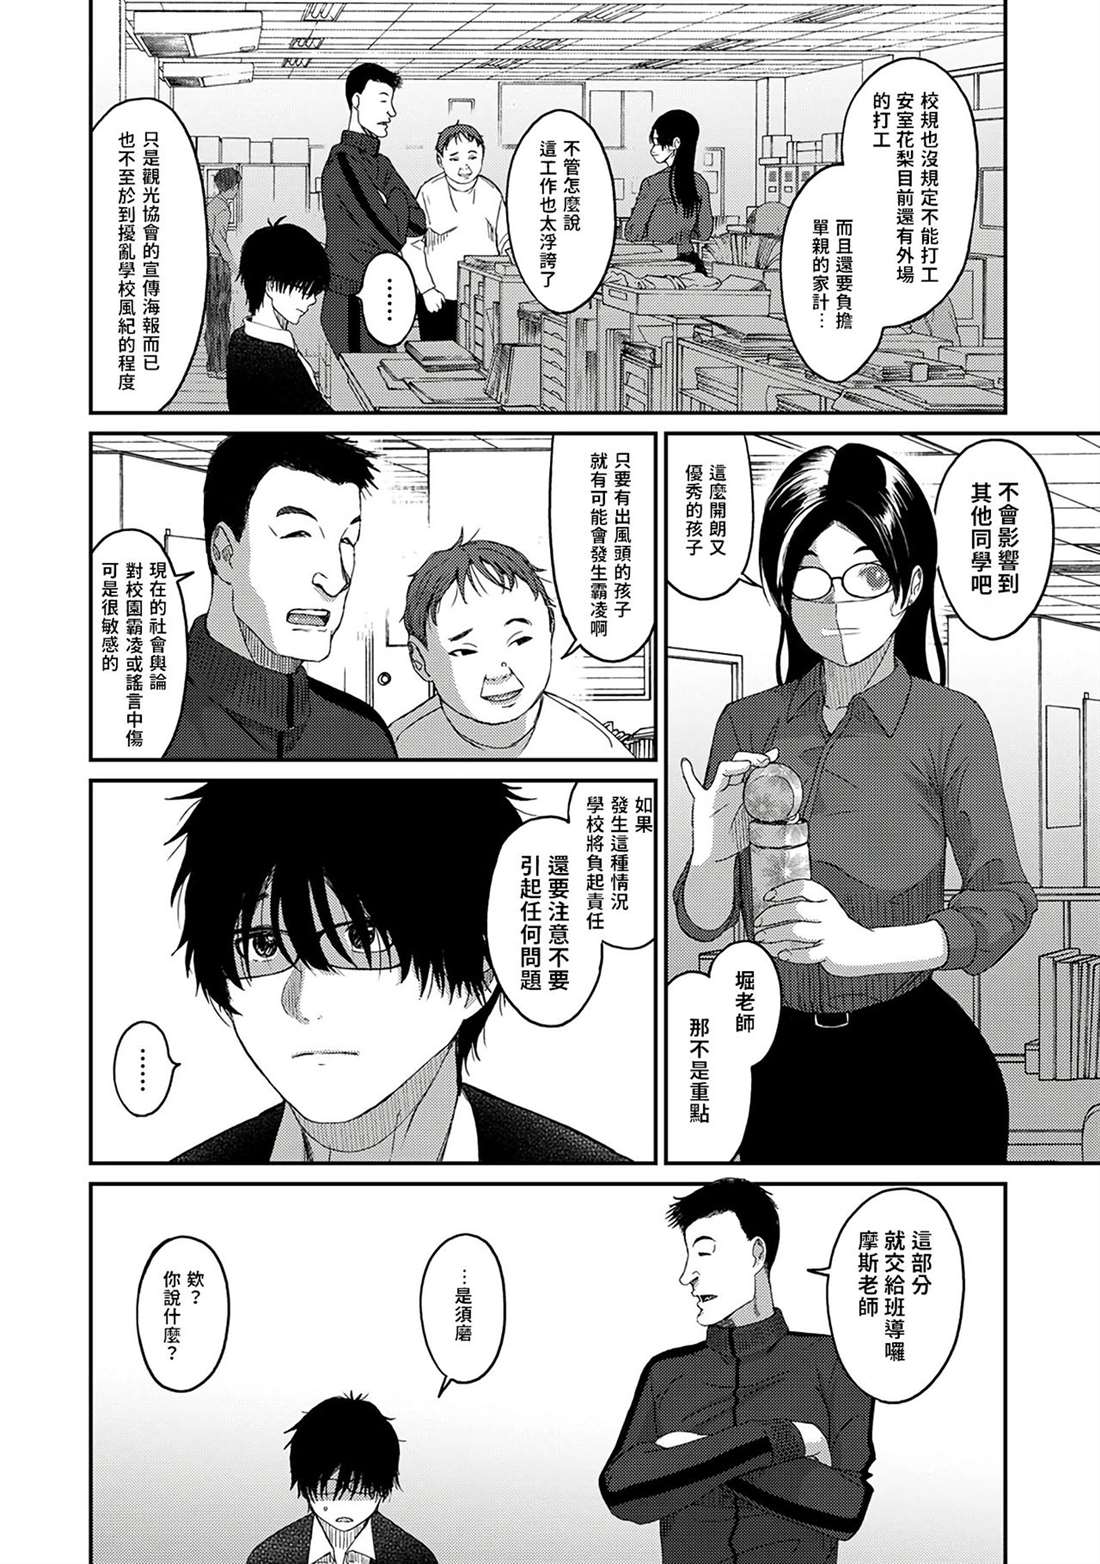 校規也沒規定不能打工
安室花梨目前還有外場
的打工
而且還要負擔
單親的家計…
不管怎麼說
這工作也太浮誇了
……
只是觀光協會的宣傳海報而已
也不至於到擾亂學校風紀的程度
不會影響到
其他同學吧
這麼開朗又
優秀的孩子
堀老師
那不是重點
只要有出風頭的孩子
就有可能會發生霸凌啊
現在的社會輿論
對校園霸凌或謠言中傷
可是很敏感的
如果
發生這種情況
學校將負起責任
還要注意不要
引起任何問題
……
這部分
就交給班導囉
摩斯老師
…是須磨
欸？
你說什麼？